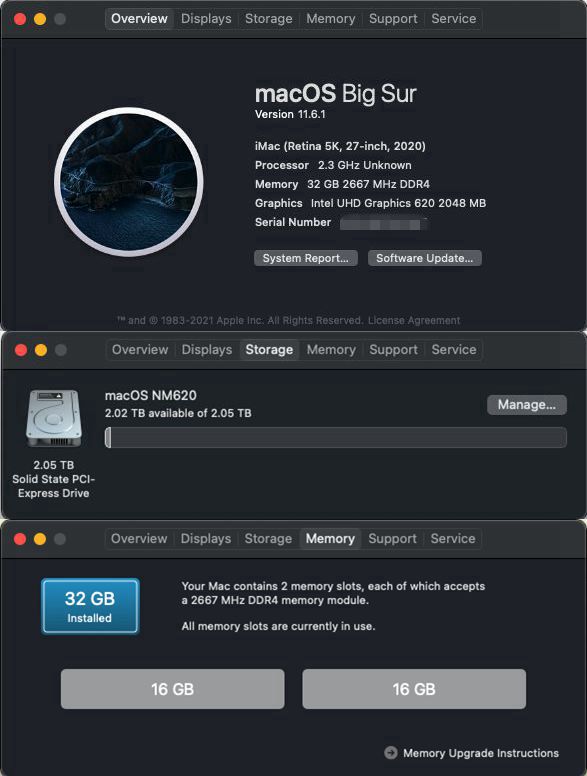 Overview Displays Storage Memory Support Service
macOS Big Sur
Version 11.6.1
iMac (Retina 5K, 27-inch, 2020)
Processor 2.3 GHz Unknown
Memory 32 GB 2667 MHz DDR4
Graphics Intel UHD Graphics 620 2048 MB
Serial Number
System Report... Software Update...
™ and © 1983-2021 Apple Inc. All Rights Reserved. License Agreement
Overview Displays Storage Memory Support Service
macOS NM620
2.02 TB available of 2.05 TB
Manage...
2.05 TB
Solid State PCI-
Express Drive
Overview Displays Storage Memory Support Service
32 GB
Installed
Your Mac contains 2 memory slots, each of which accepts
a 2667 MHz DDR4 memory module.
All memory slots are currently in use.
16 GB 16 GB
Memory Upgrade Instructions